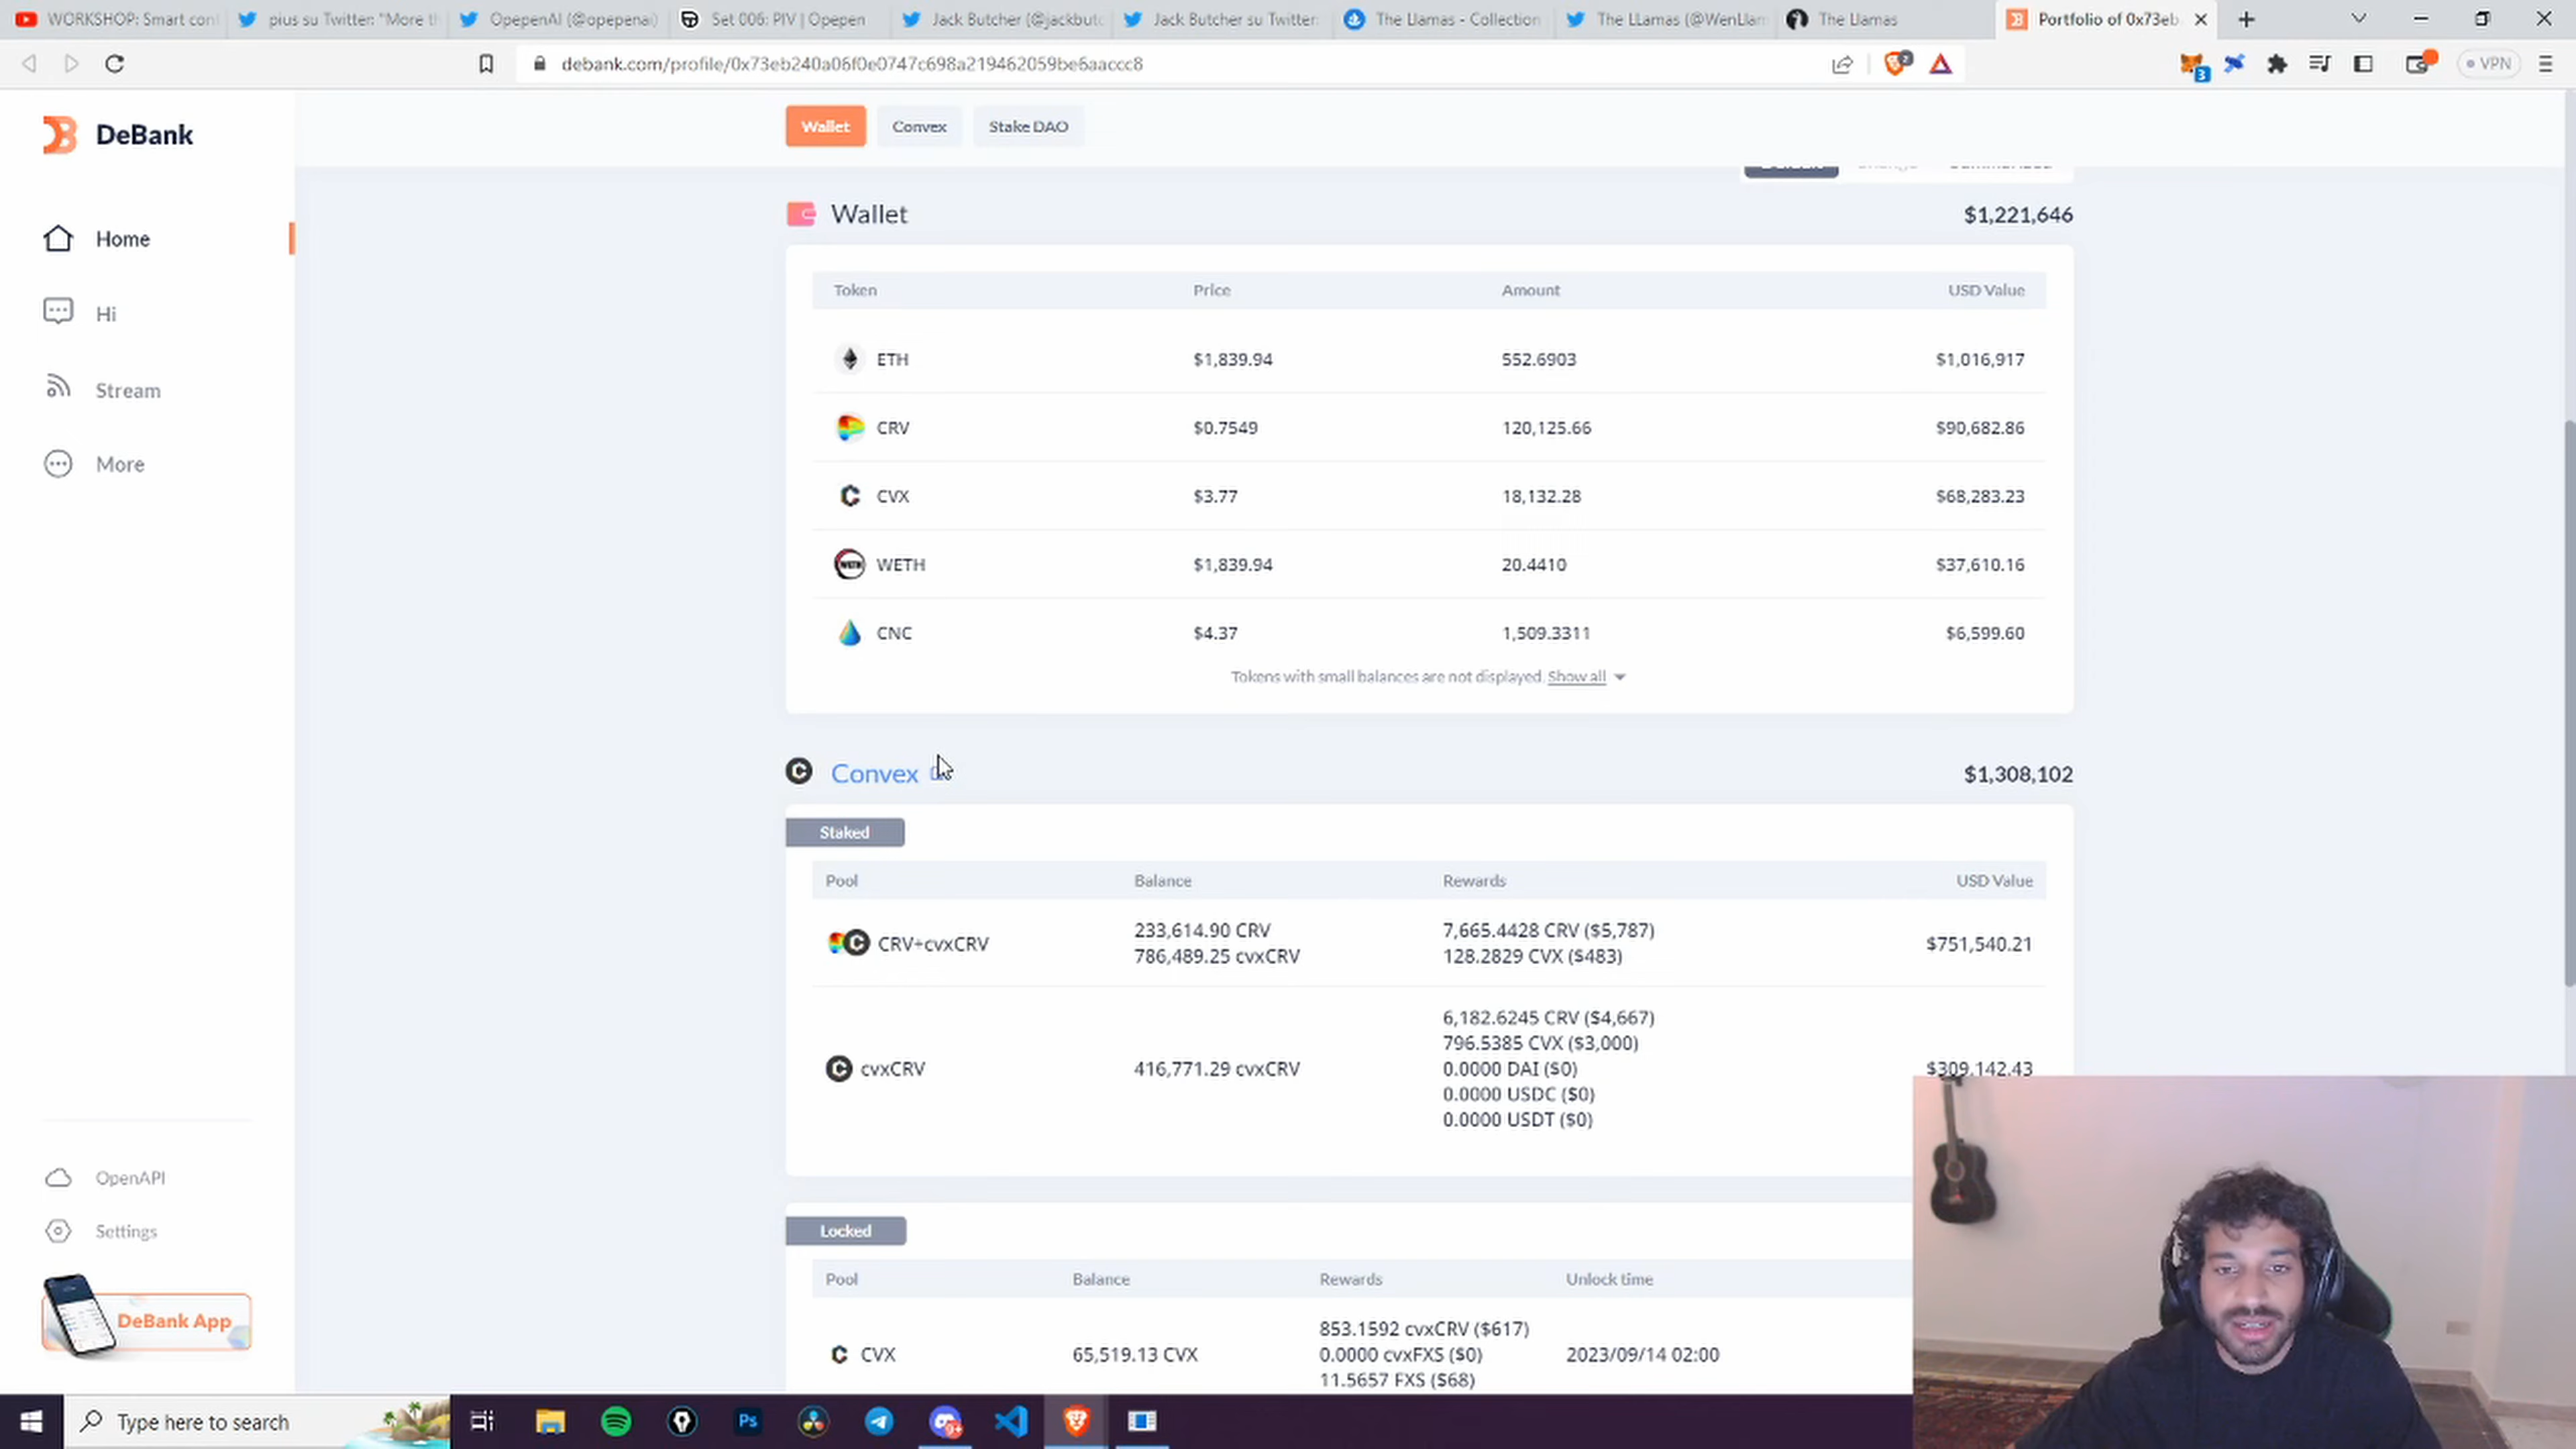 WORKSHOP: Smart cont
pius su Twitter: "More th
OpepenAI (@opepenai)
Set 006: PIV | Opepen
Jack Butcher (@jackbutc
Jack Butcher su Twitter:
The Llamas - Collection
The LLamas (@WenLlam
The Llamas
Portfolio of 0x73eb
debank.com/profile/0x73eb240a06f0e0747c698a219462059be6aaccc8
2
3
VPN
DeBank
Home
Hi
Stream
More
OpenAPI
Settings
DeBank App
Wallet
Convex
Stake DAO
Wallet
$1,221,646
Token Price Amount USD Value
ETH $1,839.94 552.6903 $1,016,917
CRV $0.7549 120,125.66 $90,682.86
CVX $3.77 18,132.28 $68,283.23
WETH $1,839.94 20.4410 $37,610.16
CNC $4.37 1,509.3311 $6,599.60
Tokens with small balances are not displayed. Show all
Convex
$1,308,102
Staked
Pool Balance Rewards USD Value
CRV+cvxCRV
233,614.90 CRV
786,489.25 cvxCRV
7,665.4428 CRV ($5,787)
128.2829 CVX ($483)
$751,540.21
cvxCRV
416,771.29 cvxCRV
6,182.6245 CRV ($4,667)
796.5385 CVX ($3,000)
0.0000 DAI ($0)
0.0000 USDC ($0)
0.0000 USDT ($0)
$309,142.43
Locked
Pool Balance Rewards Unlock time
CVX
65,519.13 CVX
853.1592 cvxCRV ($617)
0.0000 cvxFXS ($0)
11.5657 FXS ($68)
2023/09/14 02:00
Type here to search
Ps
9+